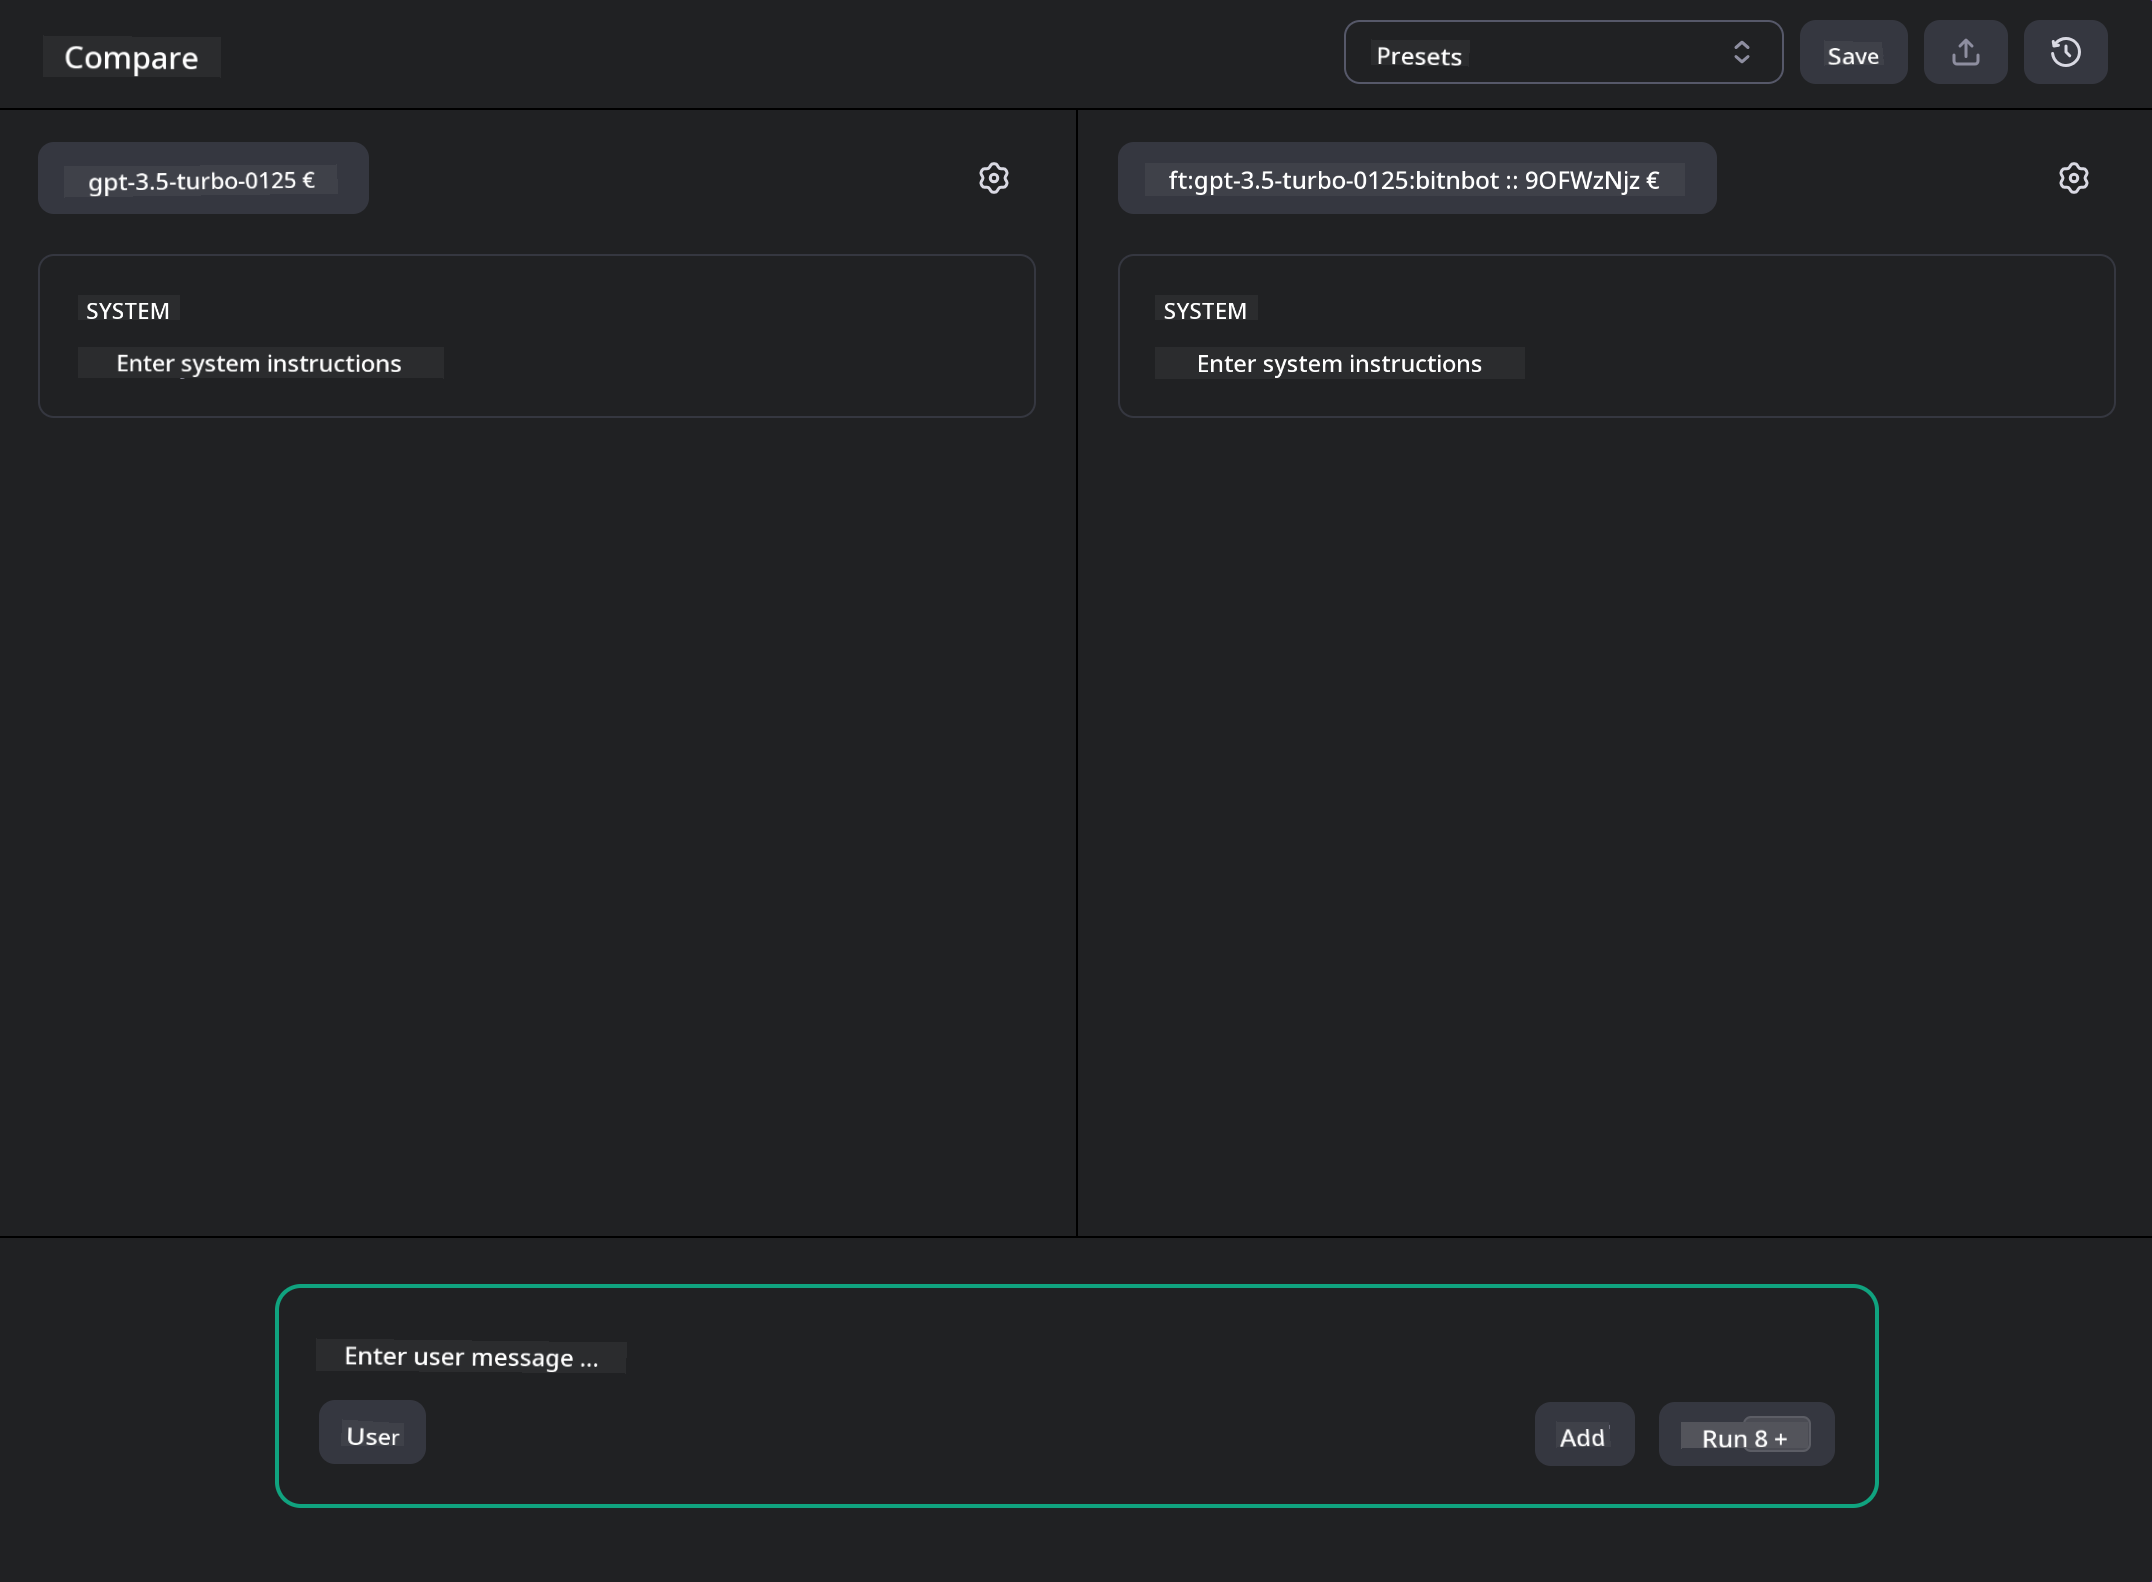 Compare
Presets
Save
gpt-3.5-turbo-0125 €
ft:gpt-3.5-turbo-0125:bitnbot :: 9OFWzNjz €
SYSTEM
Enter system instructions
SYSTEM
Enter system instructions
Enter user message ...
User
Add
Run 8 +